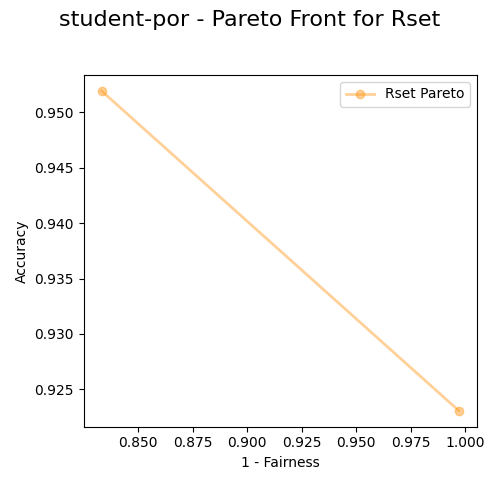 student-por - Pareto Front for Rset
Rset Pareto
0.950
0.945
0.940
0.935
0.930
0.925
Accuracy
0.850 0.875 0.900 0.925 0.950 0.975 1.000
1 - Fairness